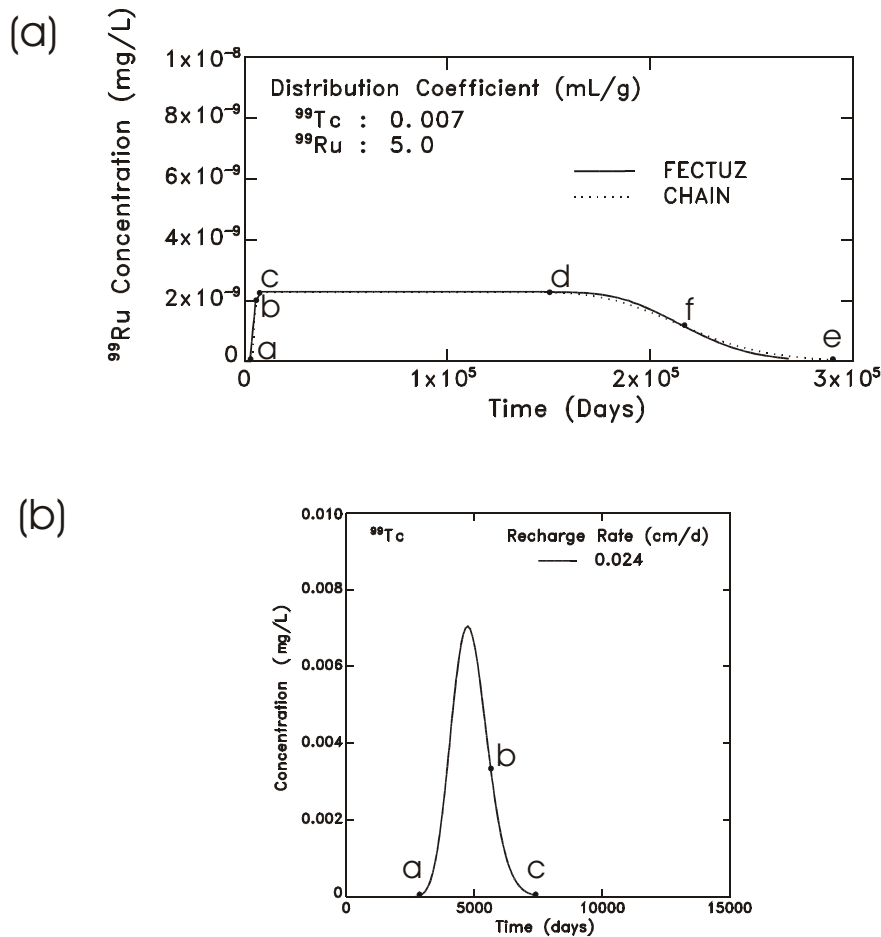 (a)
⁹⁹Ru Concentration (mg/L)
1x10⁻⁸
8x10⁻⁹
6x10⁻⁹
4x10⁻⁹
2x10⁻⁹
0
Distribution Coefficient (mL/g)
⁹⁹Tc : 0.007
⁹⁹Ru : 5.0
FECTUZ
CHAIN
c
d
b
f
a
e
0
1x10⁵
2x10⁵
3x10⁵
Time (Days)
(b)
Concentration (mg/L)
0.010
0.008
0.006
0.004
0.002
0
⁹⁹Tc
Recharge Rate (cm/d)
0.024
b
a
c
0
5000
10000
15000
Time (days)